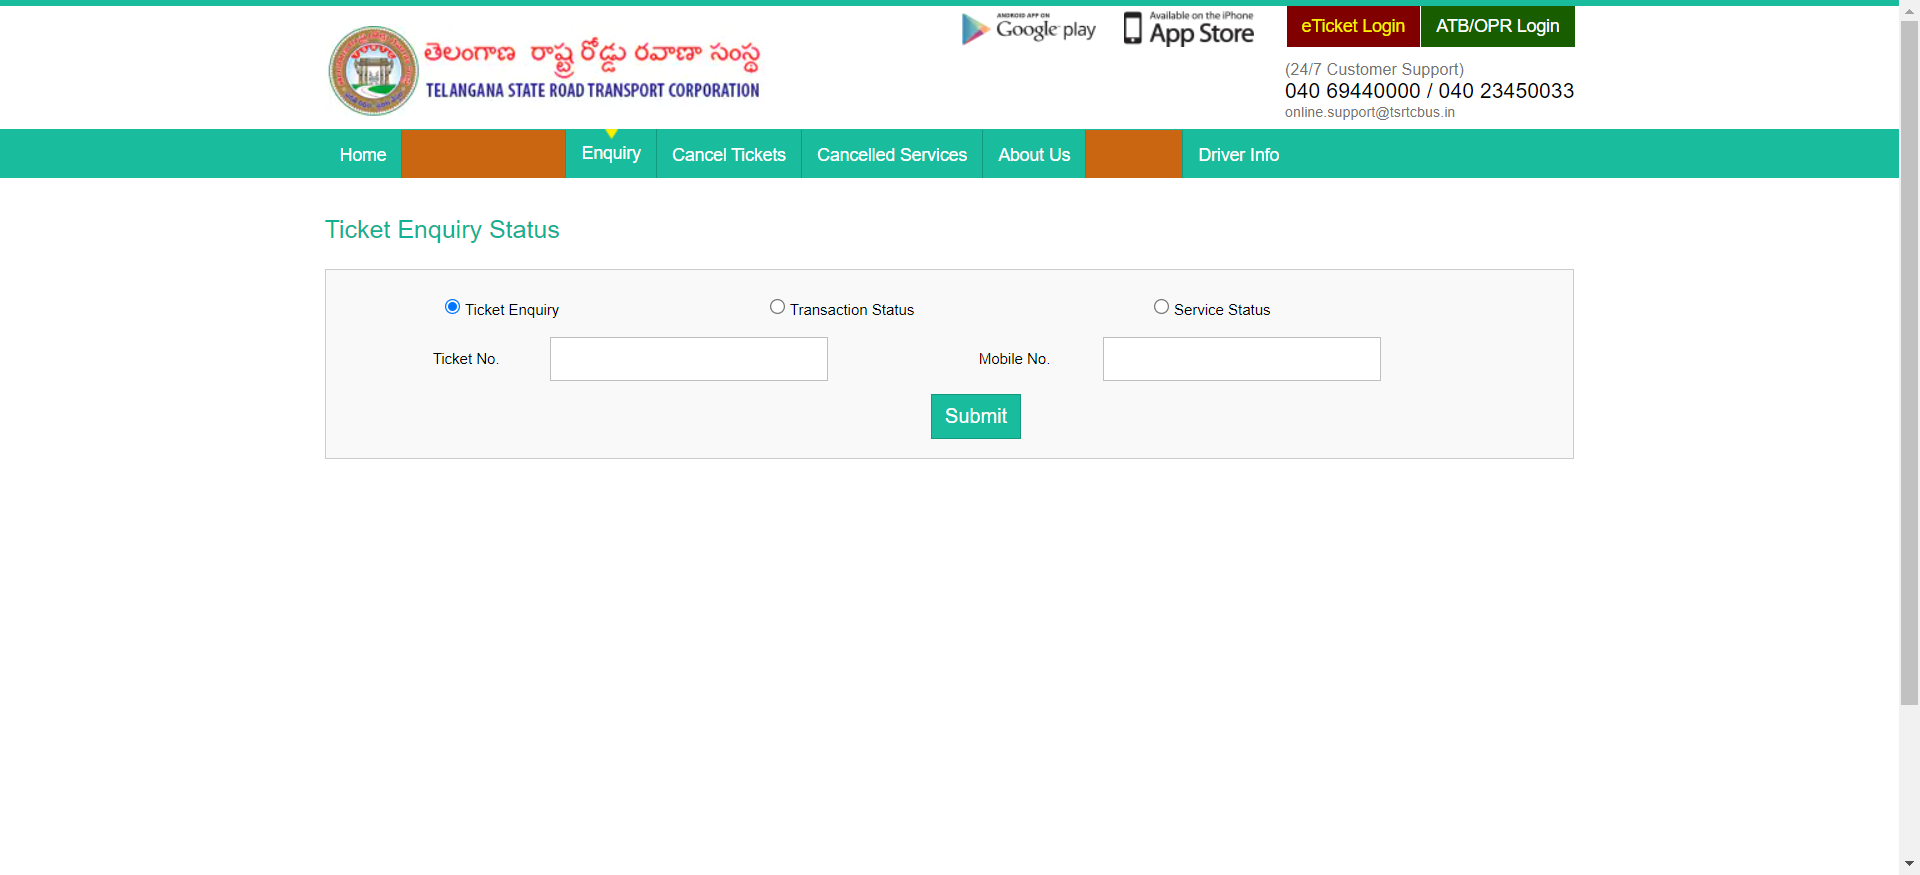 తెలంగాణ రాష్ట్ర రోడ్డు రవాణా సంస్థ
TELANGANA STATE ROAD TRANSPORT CORPORATION
ANDROID APP ON
Google play
Available on the iPhone
App Store
eTicket Login
ATB/OPR Login
(24/7 Customer Support)
040 69440000 / 040 23450033
online.support@tsrtcbus.in
Home
Enquiry
Cancel Tickets
Cancelled Services
About Us
Driver Info
Ticket Enquiry Status
Ticket Enquiry
Transaction Status
Service Status
Ticket No.
Mobile No.
Submit